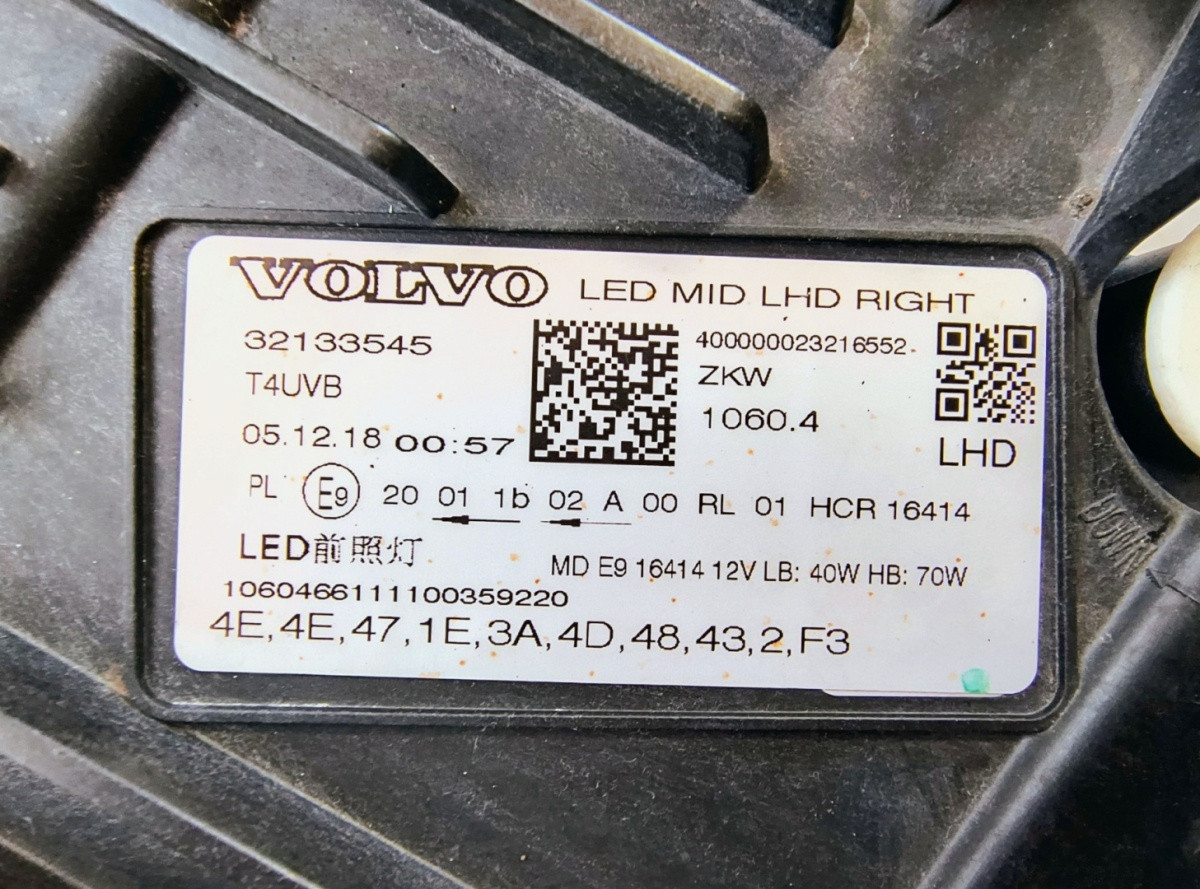 VOLVO LED MID LHD RIGHT
32133545
T4UVB
05.12.18 00:57
400000023216552
ZKW
1060.4
LHD
PL E9 20 01 1b 02 A 00 RL 01 HCR 16414
LED前照灯
MD E9 16414 12V LB: 40W HB: 70W
1060466111100359220
4E,4E,47,1E,3A,4D,48,43,2,F3